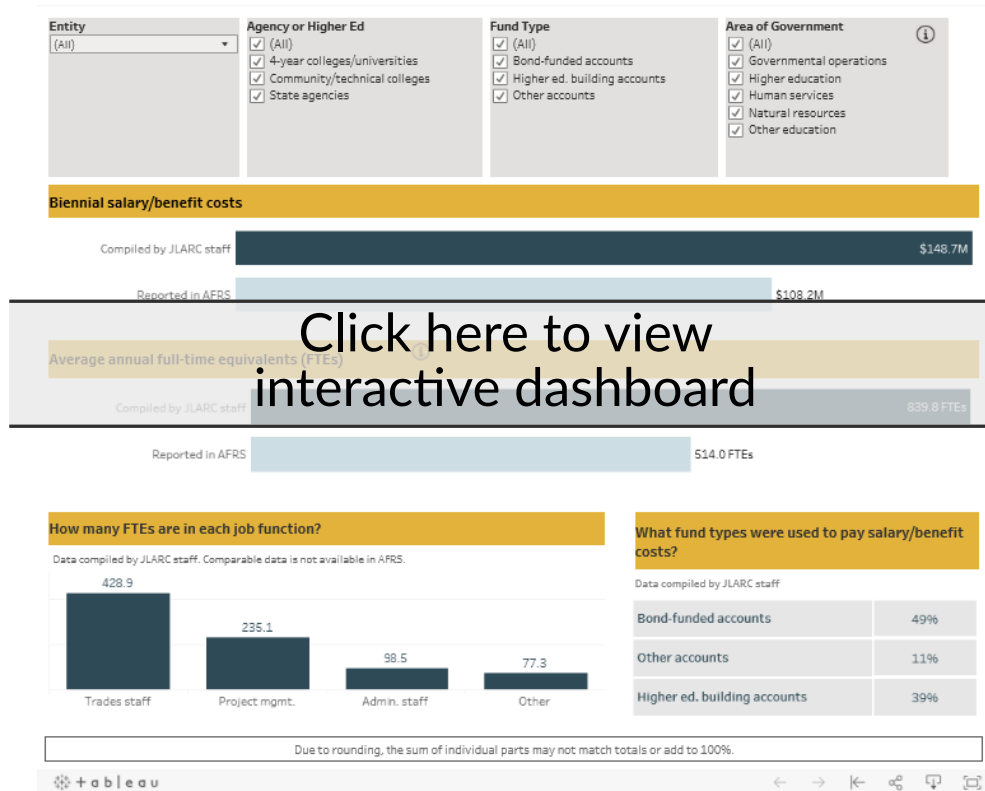 Entity
(All)
Agency or Higher Ed
(All)
4-year colleges/universities
Community/technical colleges
State agencies
Fund Type
(All)
Bond-funded accounts
Higher ed. building accounts
Other accounts
Area of Government
(All)
Governmental operations
Higher education
Human services
Natural resources
Other education
Biennial salary/benefit costs
Compiled by JLARC staff
$148.7M
Reported in AFRS
$108.2M
Click here to view
interactive dashboard
Average annual full-time equivalents (FTEs)
Compiled by JLARC staff
839.8 FTEs
Reported in AFRS
514.0 FTEs
How many FTEs are in each job function?
Data compiled by JLARC staff. Comparable data is not available in AFRS.
428.9
235.1
98.5
77.3
Trades staff
Project mgmt.
Admin. staff
Other
What fund types were used to pay salary/benefit
costs?
Data compiled by JLARC staff
Bond-funded accounts 49%
Other accounts 11%
Higher ed. building accounts 39%
Due to rounding, the sum of individual parts may not match totals or add to 100%.
+ableau